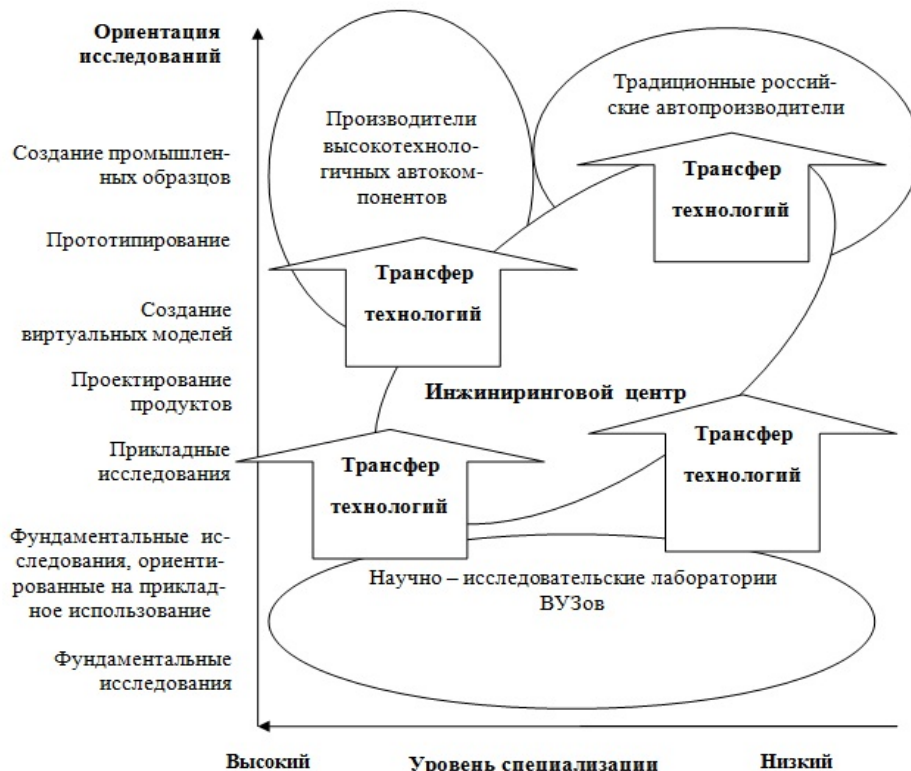 Ориентация
исследований
Создание промышлен-
ных образцов
Прототипирование
Создание
виртуальных моделей
Проектирование
продуктов
Прикладные
исследования
Фундаментальные ис-
следования, ориенти-
рованные на приклад-
ное использование
Фундаментальные
исследования
Производители
высокотехноло-
гичных автоком-
понентов
Традиционные россий-
ские автопроизводители
Трансфер
технологий
Трансфер
технологий
Инжиниринговой центр
Трансфер
технологий
Трансфер
технологий
Научно – исследовательские лаборатории
ВУЗов
Высокий
Уровень специализации
Низкий